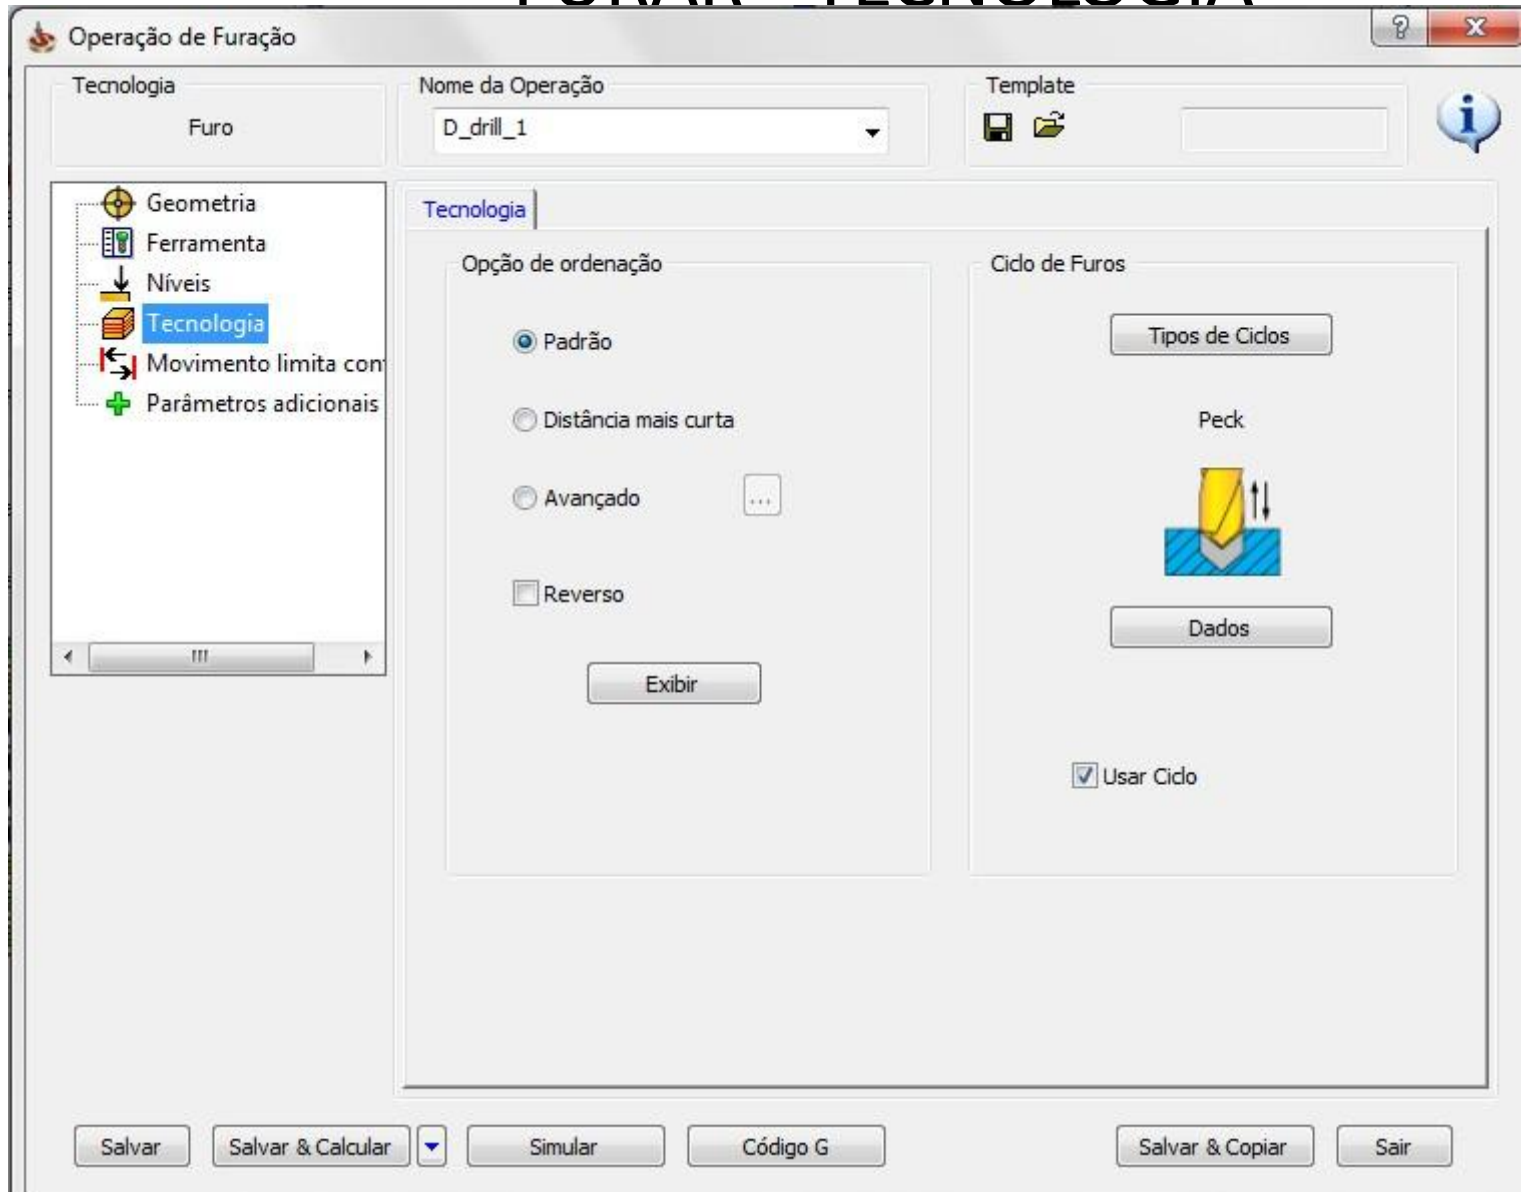 FURAR - TECNOLOGIA
Operação de Furação
Tecnologia
Furo
Nome da Operação
D_drill_1
Template
Geometria
Ferramenta
Níveis
Tecnologia
Movimento limita con
Parâmetros adicionais
Tecnologia
Opção de ordenação
Padrão
Distância mais curta
Avançado
...
Reverso
Exibir
Ciclo de Furos
Tipos de Ciclos
Peck
Dados
Usar Ciclo
Salvar
Salvar & Calcular
Simular
Código G
Salvar & Copiar
Sair